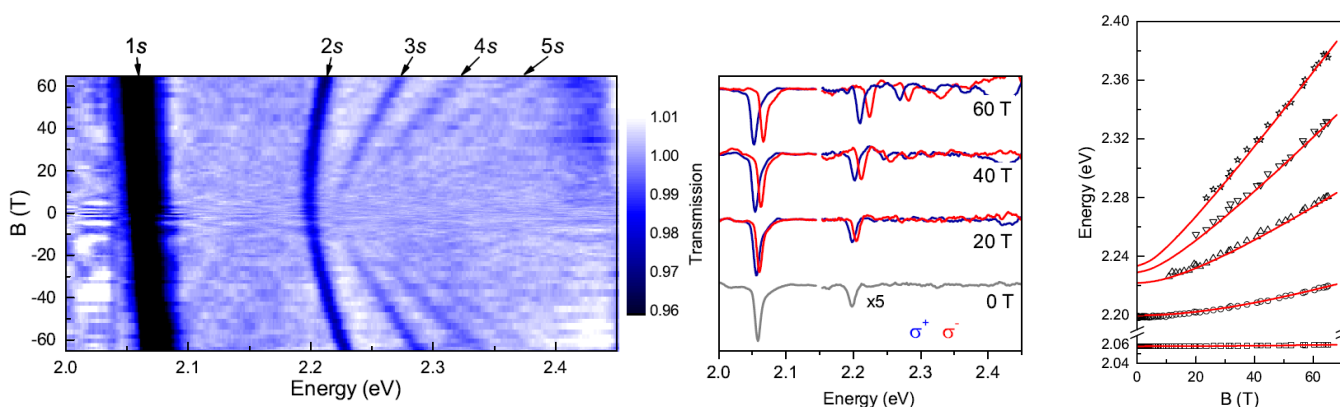 1s 2s 3s 4s 5s
B (T)
60
40
20
0
-20
-40
-60
2.0 2.1 2.2 2.3 2.4
Energy (eV)
1.01
1.00
0.99
0.98
0.97
0.96
Transmission
60 T
40 T
20 T
x5 0 T
σ+ σ-
2.0 2.1 2.2 2.3 2.4
Energy (eV)
Energy (eV)
2.40
2.36
2.32
2.28
2.24
2.20
2.06
2.04
0 20 40 60
B (T)